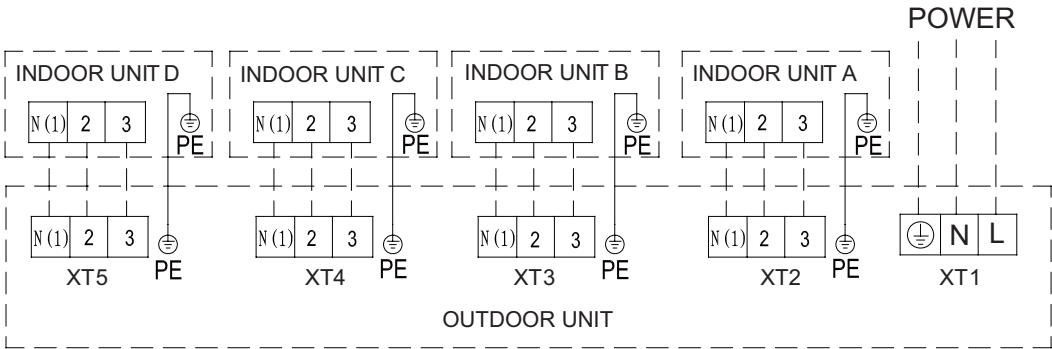 POWER
INDOOR UNIT D
INDOOR UNIT C
INDOOR UNIT B
INDOOR UNIT A
N (1) 2 3
PE
N (1) 2 3
PE
N (1) 2 3
PE
N (1) 2 3
PE
N (1) 2 3
PE
XT5
N (1) 2 3
PE
XT4
N (1) 2 3
PE
XT3
N (1) 2 3
PE
XT2
N L
XT1
OUTDOOR UNIT